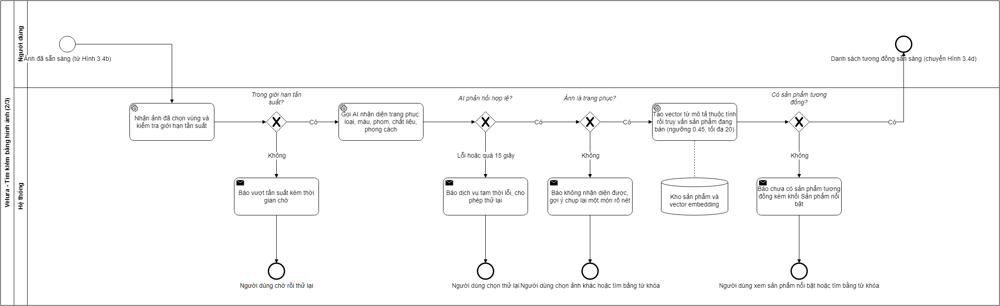 Velura - Tìm kiếm bằng hình ảnh (2/3)
Người dùng
Ảnh đã sẵn sàng (từ Hình 3.4b)
Danh sách tương đồng sẵn sàng (chuyển Hình 3.4d)
Hệ thống
Nhận ảnh đã chọn vùng và
kiểm tra giới hạn tần suất
Trong giới hạn tần
suất?
Có
Không
Gọi AI nhận diện trang phục:
loại, màu, phom, chất liệu,
phong cách
AI phản hồi hợp lệ?
Có
Lỗi hoặc quá 15 giây
Ảnh là trang phục?
Có
Không
Tạo vector từ mô tả thuộc tính
rồi truy vấn sản phẩm đang
bán (ngưỡng 0.45, tối đa 20)
Có sản phẩm tương
đồng?
Có
Không
Báo vượt tần suất kèm thời
gian chờ
Báo dịch vụ tạm thời lỗi, cho
phép thử lại
Báo không nhận diện được,
gợi ý chụp lại một món rõ nét
Kho sản phẩm và
vector embedding
Báo chưa có sản phẩm tương
đồng kèm khối Sản phẩm nổi
bật
Người dùng chờ rồi thử lại
Người dùng chọn thử lại
Người dùng chọn ảnh khác hoặc tìm bằng từ khóa
Người dùng xem sản phẩm nổi bật hoặc tìm bằng từ khóa